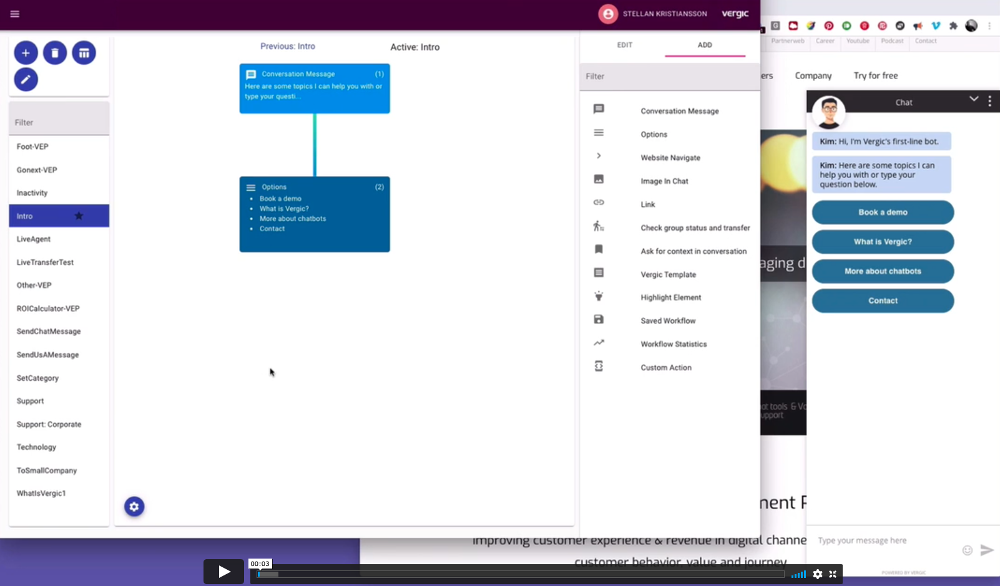 STELLAN KRISTIANSSON
vergic
Filter
Foot-VEP
Gonext-VEP
Inactivity
Intro
LiveAgent
LiveTransferTest
Other-VEP
ROICalculator-VEP
SendChatMessage
SendUsAMessage
SetCategory
Support
Support: Corporate
Technology
ToSmallCompany
WhatIsVergic1
Previous: Intro
Active: Intro
Conversation Message (1)
Here are some topics I can help you with or
type your questi...
Options (2)
Book a demo
What is Vergic?
More about chatbots
Contact
EDIT
ADD
Filter
Conversation Message
Options
Website Navigate
Image In Chat
Link
Check group status and transfer
Ask for context in conversation
Vergic Template
Highlight Element
Saved Workflow
Workflow Statistics
Custom Action
Partnerweb
Career
Youtube
Podcast
Contact
ers
Company
Try for free
aging d
at tools & Vo
upport
ment P
Improving customer experience & revenue in digital channe
customer behavior, value and journey
Chat
Kim: Hi, I'm Vergic's first-line bot.
Kim: Here are some topics I can
help you with or type your
question below.
Book a demo
What is Vergic?
More about chatbots
Contact
Type your message here
POWERED BY VERGIC
00:03